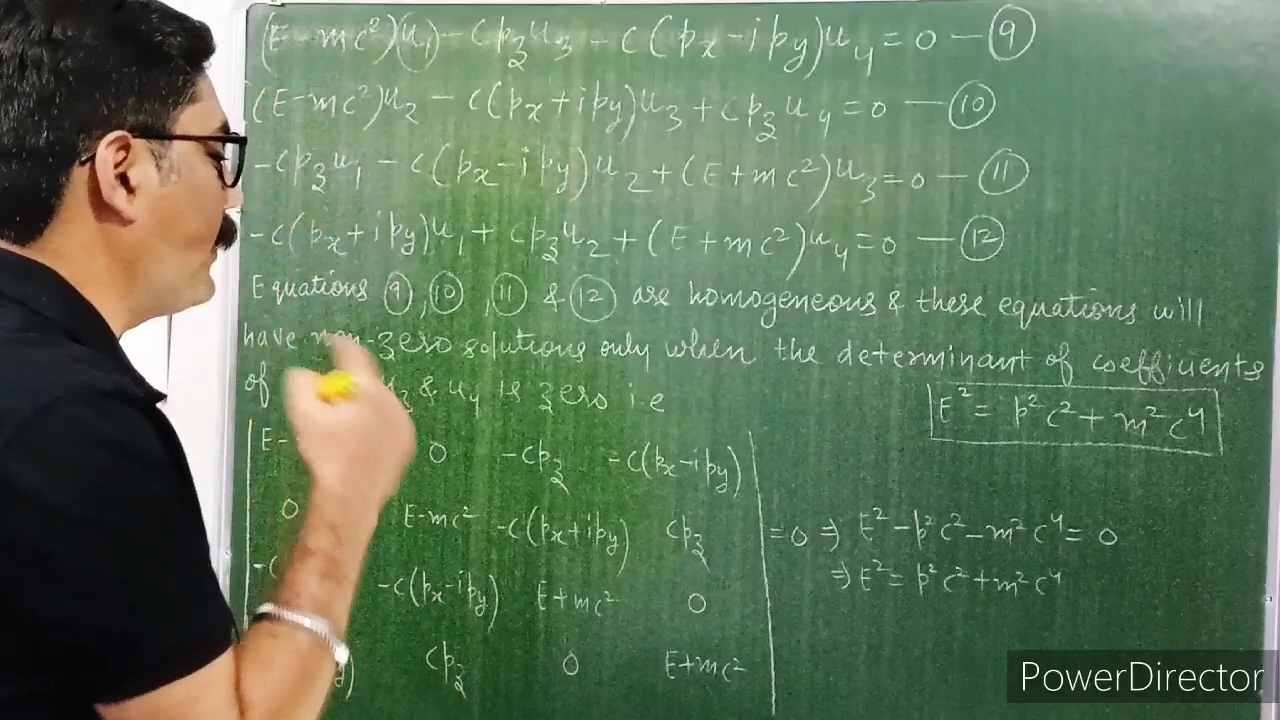 (E-mc²)(u₁) - cp₃u₃ - c(px-ipy)u₄ = 0 — ⑨
(E-mc²)u₂ - c(px+ipy)u₃ + cp₃u₄ = 0 — ⑩
-cp₃u₁ - c(px-ipy)u₂ + (E+mc²)u₃ = 0 — ⑪
-c(px+ipy)u₁ + cp₃u₂ + (E+mc²)u₄ = 0 — ⑫
Equations ⑨, ⑩, ⑪ & ⑫ are homogeneous & these equations will
have non-zero solutions only when the determinant of coefficients
of u₃ & u₄ is zero i.e
E² = p²c² + m²c⁴
E- 0 -cp₃ -c(px-ipy)
0 E-mc² -c(px+ipy) cp₃ = 0 ⇒ E² - p²c² - m²c⁴ = 0
⇒ E² = p²c² + m²c⁴
-c -c(px-ipy) E+mc² 0
y) cp₃ 0 E+mc²
PowerDirector